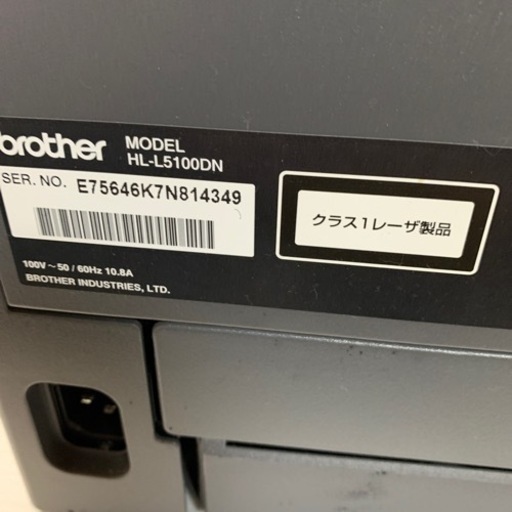 brother
MODEL
HL-L5100DN
SER. NO. E75646K7N814349
クラス1レーザ製品
100V～50 / 60Hz 10.8A
BROTHER INDUSTRIES, LTD.